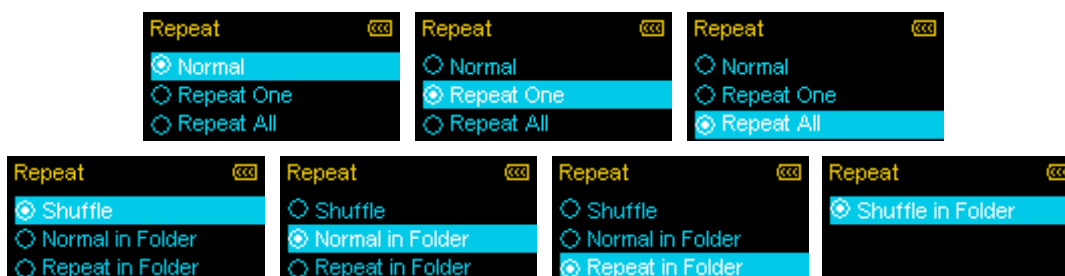 Repeat
Normal
Repeat One
Repeat All
Repeat
Normal
Repeat One
Repeat All
Repeat
Normal
Repeat One
Repeat All
Repeat
Shuffle
Normal in Folder
Repeat in Folder
Repeat
Shuffle
Normal in Folder
Repeat in Folder
Repeat
Shuffle
Normal in Folder
Repeat in Folder
Repeat
Shuffle in Folder